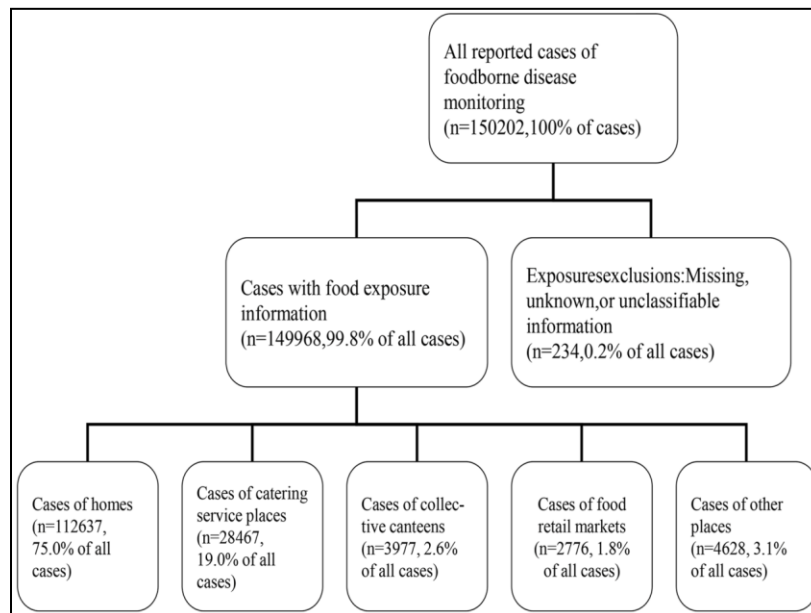 All reported cases of
foodborne disease
monitoring
(n=150202,100% of cases)
Cases with food exposure
information
(n=149968,99.8% of all cases)
Exposuresexclusions:Missing,
unknown,or unclassifiable
information
(n=234,0.2% of all cases)
Cases of homes
(n=112637,
75.0% of all
cases)
Cases of catering
service places
(n=28467,
19.0% of all
cases)
Cases of collec-
tive canteens
(n=3977, 2.6%
of all cases)
Cases of food
retail markets
(n=2776, 1.8%
of all cases)
Cases of other
places
(n=4628, 3.1%
of all cases)